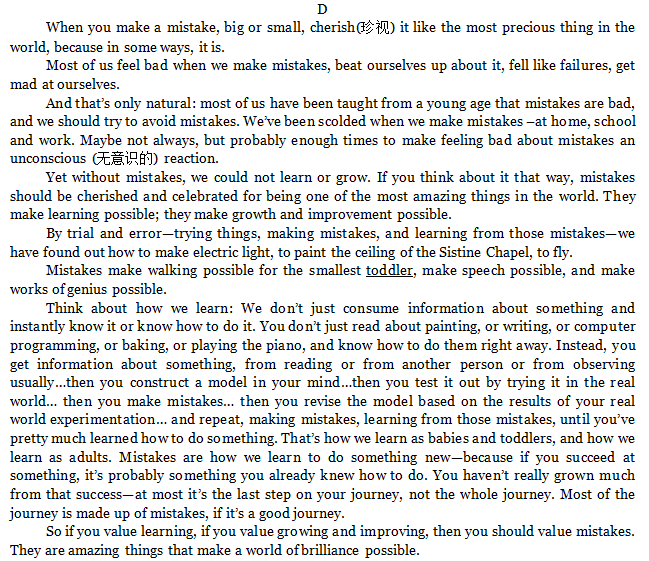 D
When you make a mistake, big or small, cherish(珍视) it like the most precious thing in the
world, because in some ways, it is.
Most of us feel bad when we make mistakes, beat ourselves up about it, fell like failures, get
mad at ourselves.
And that's only natural: most of us have been taught from a young age that mistakes are bad,
and we should try to avoid mistakes. We've been scolded when we make mistakes –at home, school
and work. Maybe not always, but probably enough times to make feeling bad about mistakes an
unconscious (无意识的) reaction.
Yet without mistakes, we could not learn or grow. If you think about it that way, mistakes
should be cherished and celebrated for being one of the most amazing things in the world. They
make learning possible; they make growth and improvement possible.
By trial and error—trying things, making mistakes, and learning from those mistakes—we
have found out how to make electric light, to paint the ceiling of the Sistine Chapel, to fly.
Mistakes make walking possible for the smallest toddler, make speech possible, and make
works of genius possible.
Think about how we learn: We don't just consume information about something and
instantly know it or know how to do it. You don't just read about painting, or writing, or computer
programming, or baking, or playing the piano, and know how to do them right away. Instead, you
get information about something, from reading or from another person or from observing
usually...then you construct a model in your mind...then you test it out by trying it in the real
world... then you make mistakes... then you revise the model based on the results of your real
world experimentation... and repeat, making mistakes, learning from those mistakes, until you've
pretty much learned how to do something. That's how we learn as babies and toddlers, and how we
learn as adults. Mistakes are how we learn to do something new—because if you succeed at
something, it's probably something you already knew how to do. You haven't really grown much
from that success—at most it's the last step on your journey, not the whole journey. Most of the
journey is made up of mistakes, if it's a good journey.
So if you value learning, if you value growing and improving, then you should value mistakes.
They are amazing things that make a world of brilliance possible.